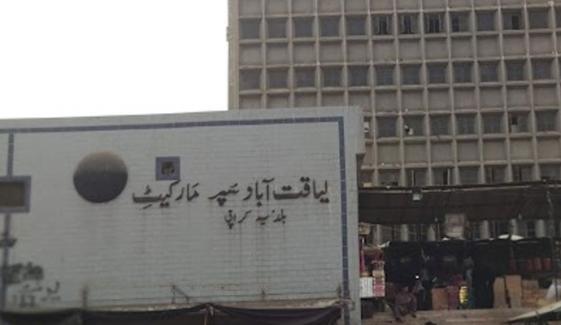 لیاقت آباد سپر مارکیٹ
بلدیہ کراچی